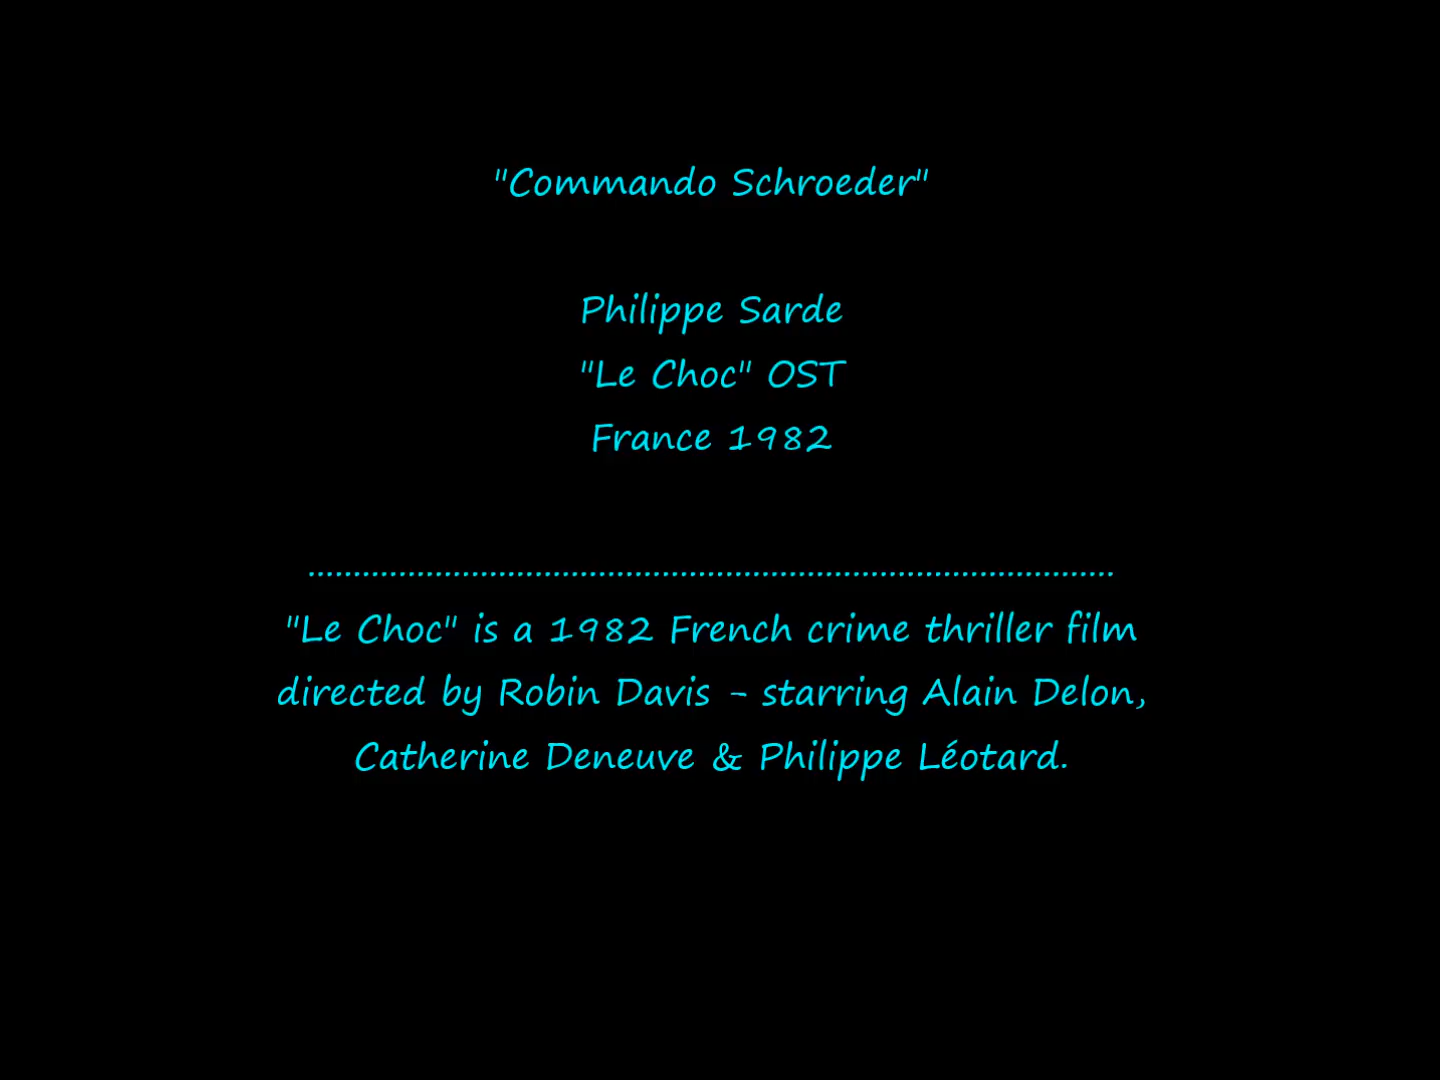 "Commando Schroeder"
Philippe Sarde
"Le Choc" OST
France 1982
..........................................................................................
"Le Choc" is a 1982 French crime thriller film
directed by Robin Davis - starring Alain Delon,
Catherine Deneuve & Philippe Léotard.